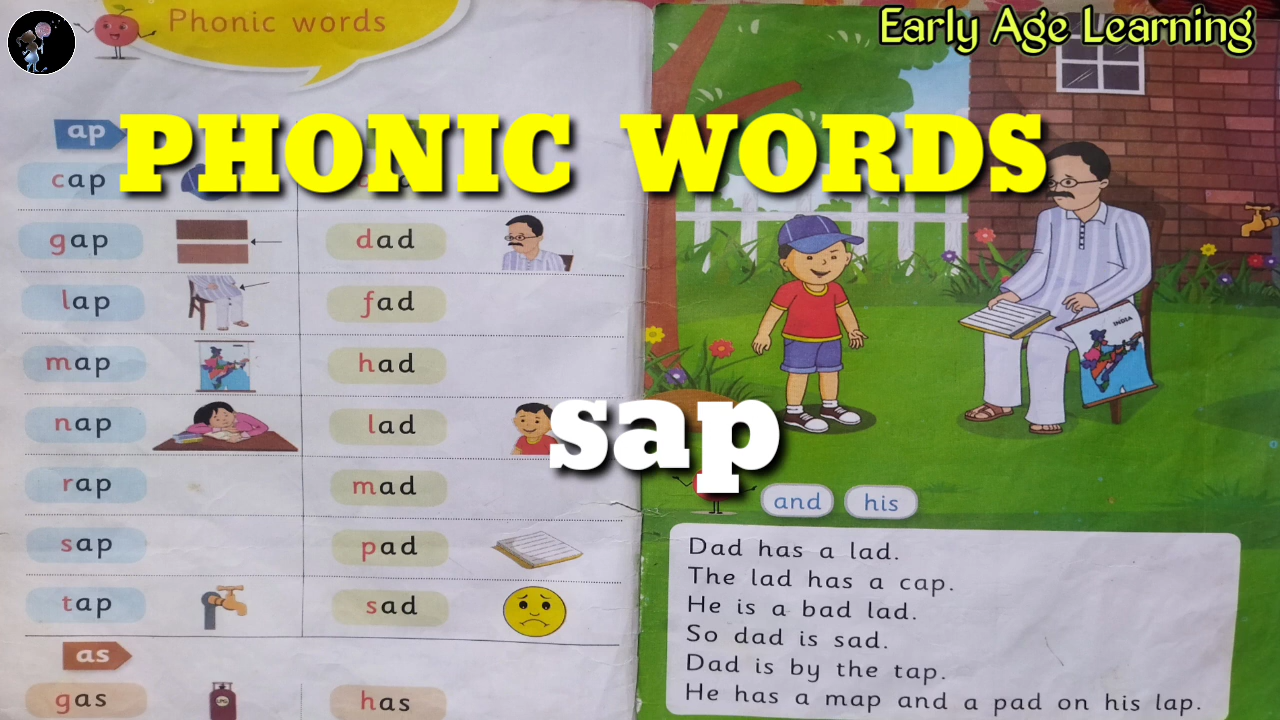 Phonic words
Early Age Learning
PHONIC WORDS
ap
cap
gap
dad
lap
fad
map
had
INDIA
nap
lad
sap
rap
mad
and his
sap
pad
tap
sad
as
gas
has
Dad has a lad.
The lad has a cap.
He is a bad lad.
So dad is sad.
Dad is by the tap.
He has a map and a pad on his lap.